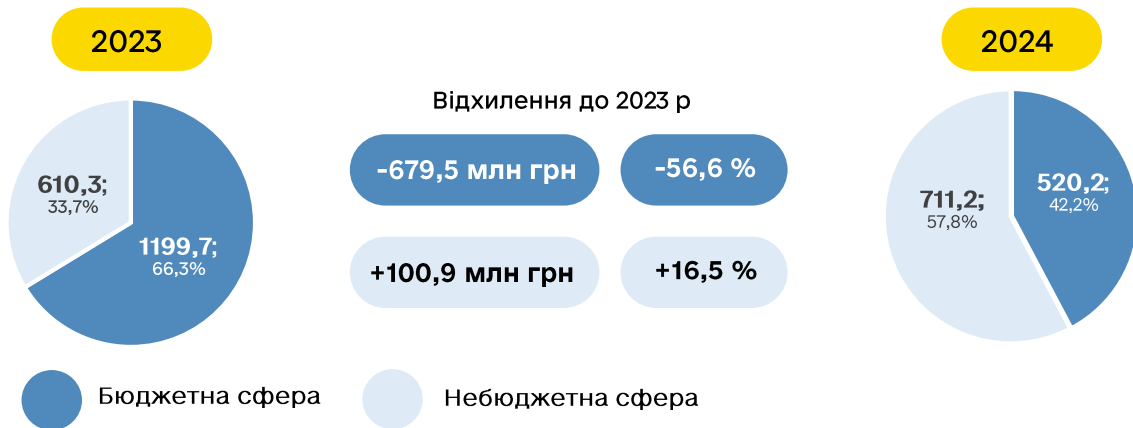 2023
610,3;
33,7%
1199,7;
66,3%
Відхилення до 2023 р
-679,5 млн грн
-56,6 %
+100,9 млн грн
+16,5 %
2024
711,2;
57,8%
520,2;
42,2%
Бюджетна сфера
Небюджетна сфера